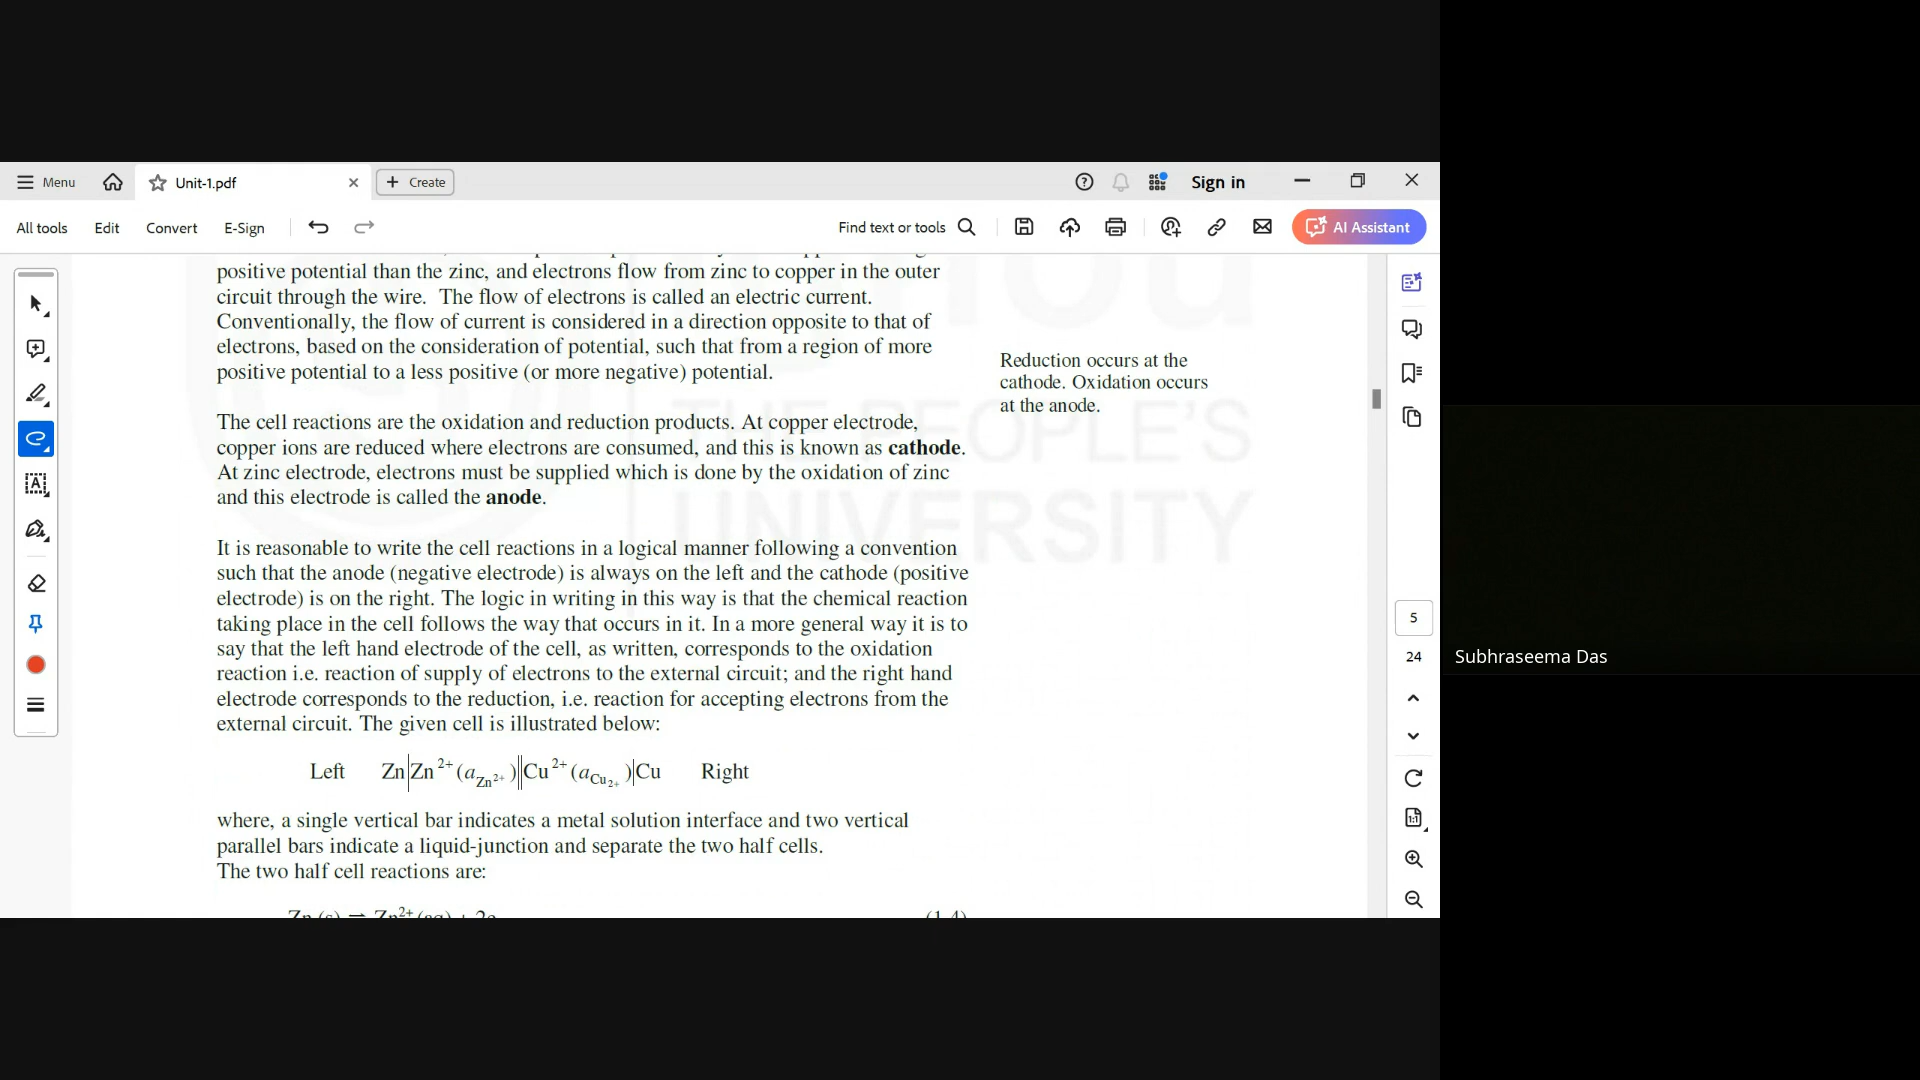 Menu
Unit-1.pdf
Create
Sign in
All tools
Edit
Convert
E-Sign
Find text or tools
AI Assistant
positive potential than the zinc, and electrons flow from zinc to copper in the outer
circuit through the wire. The flow of electrons is called an electric current.
Conventionally, the flow of current is considered in a direction opposite to that of
electrons, based on the consideration of potential, such that from a region of more
positive potential to a less positive (or more negative) potential.
Reduction occurs at the
cathode. Oxidation occurs
at the anode.
The cell reactions are the oxidation and reduction products. At copper electrode,
copper ions are reduced where electrons are consumed, and this is known as cathode.
At zinc electrode, electrons must be supplied which is done by the oxidation of zinc
and this electrode is called the anode.
THE PEOPLE'S
UNIVERSITY
It is reasonable to write the cell reactions in a logical manner following a convention
such that the anode (negative electrode) is always on the left and the cathode (positive
electrode) is on the right. The logic in writing in this way is that the chemical reaction
taking place in the cell follows the way that occurs in it. In a more general way it is to
say that the left hand electrode of the cell, as written, corresponds to the oxidation
reaction i.e. reaction of supply of electrons to the external circuit; and the right hand
electrode corresponds to the reduction, i.e. reaction for accepting electrons from the
external circuit. The given cell is illustrated below:
Left Zn|Zn²⁺(a_Zn²⁺)||Cu²⁺(a_Cu₂₊)|Cu Right
where, a single vertical bar indicates a metal solution interface and two vertical
parallel bars indicate a liquid-junction and separate the two half cells.
The two half cell reactions are:
Zn (s) ⇌ Zn²⁺(aq) + 2e (1.4)
5
24
Subhraseema Das